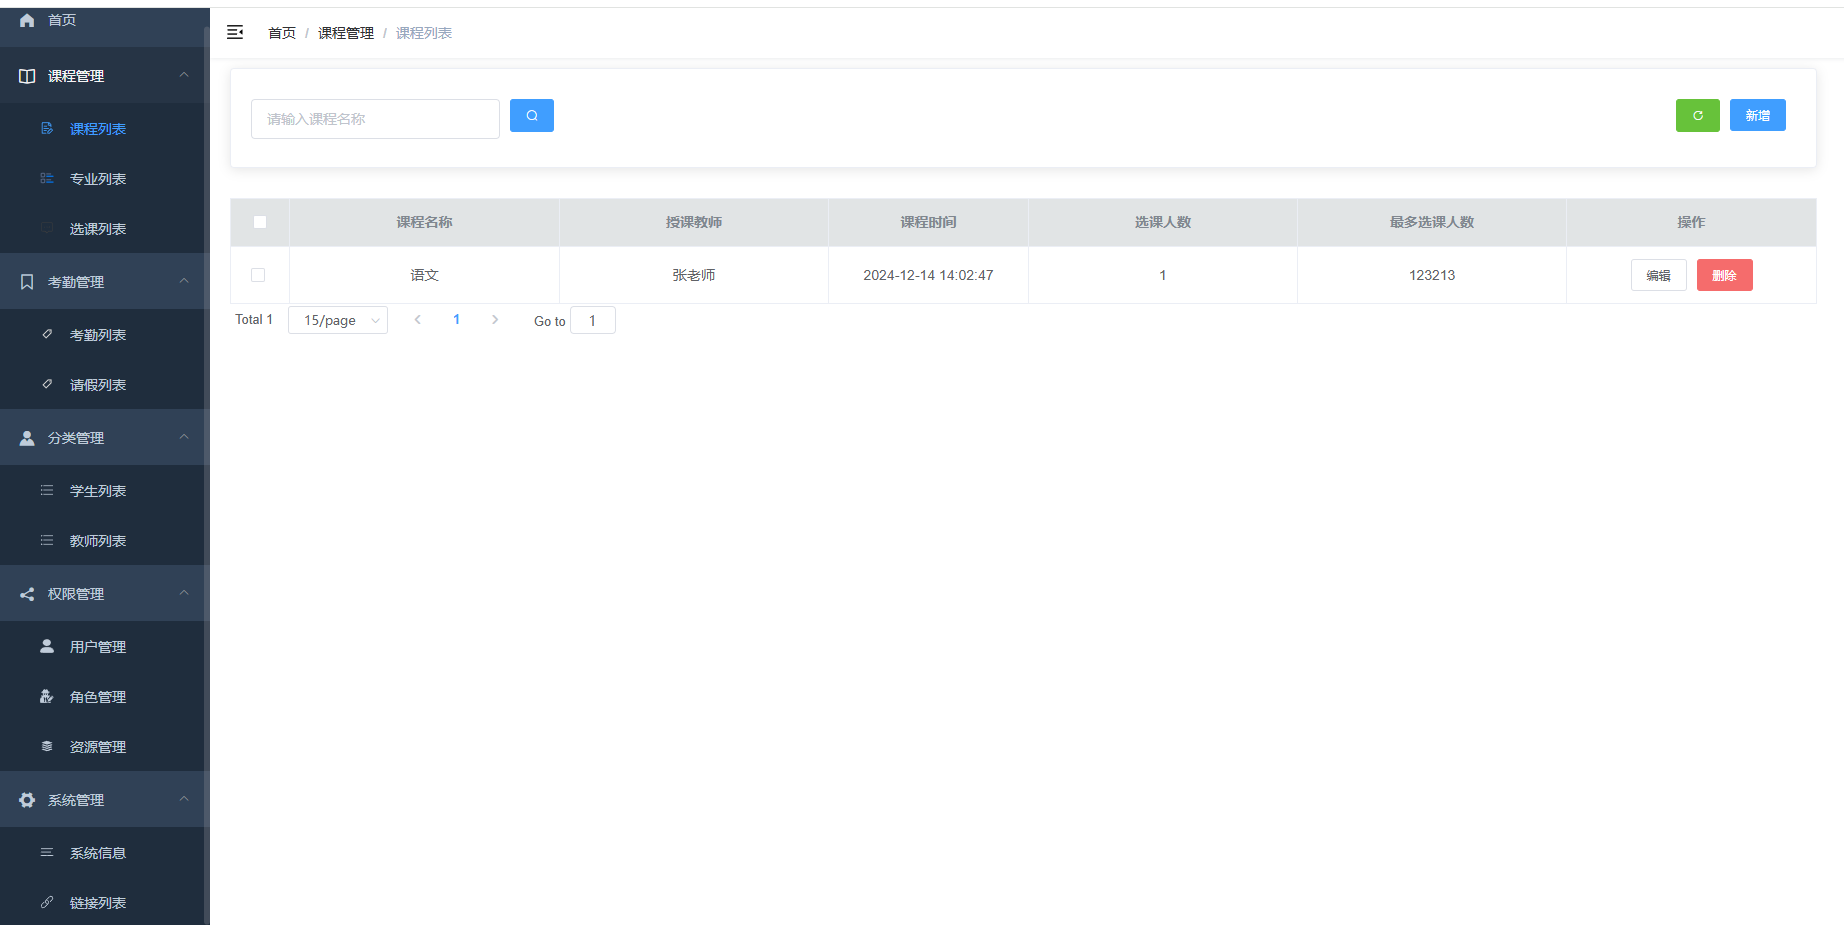 首页
课程管理
课程列表
专业列表
选课列表
考勤管理
考勤列表
请假列表
分类管理
学生列表
教师列表
权限管理
用户管理
角色管理
资源管理
系统管理
系统信息
链接列表
首页 / 课程管理 / 课程列表
请输入课程名称
新增
课程名称 授课教师 课程时间 选课人数 最多选课人数 操作
语文 张老师 2024-12-14 14:02:47 1 123213 编辑 删除
Total 1 15/page 1 Go to 1